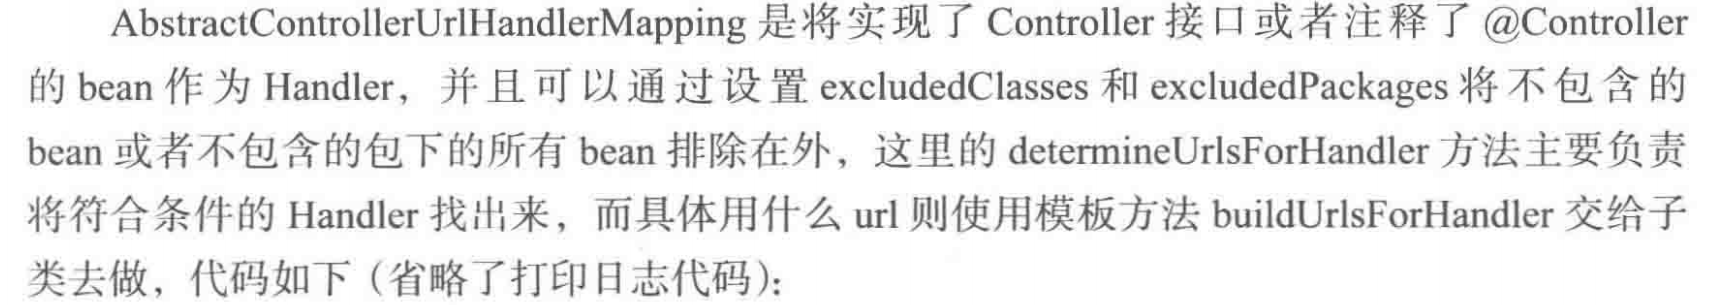 AbstractControllerUrlHandlerMapping 是将实现了 Controller 接口或者注释了 @Controller
的 bean 作为 Handler，并且可以通过设置 excludedClasses 和 excludedPackages 将不包含的
bean 或者不包含的包下的所有 bean 排除在外，这里的 determineUrlsForHandler 方法主要负责
将符合条件的 Handler 找出来，而具体用什么 url 则使用模板方法 buildUrlsForHandler 交给子
类去做，代码如下（省略了打印日志代码）：